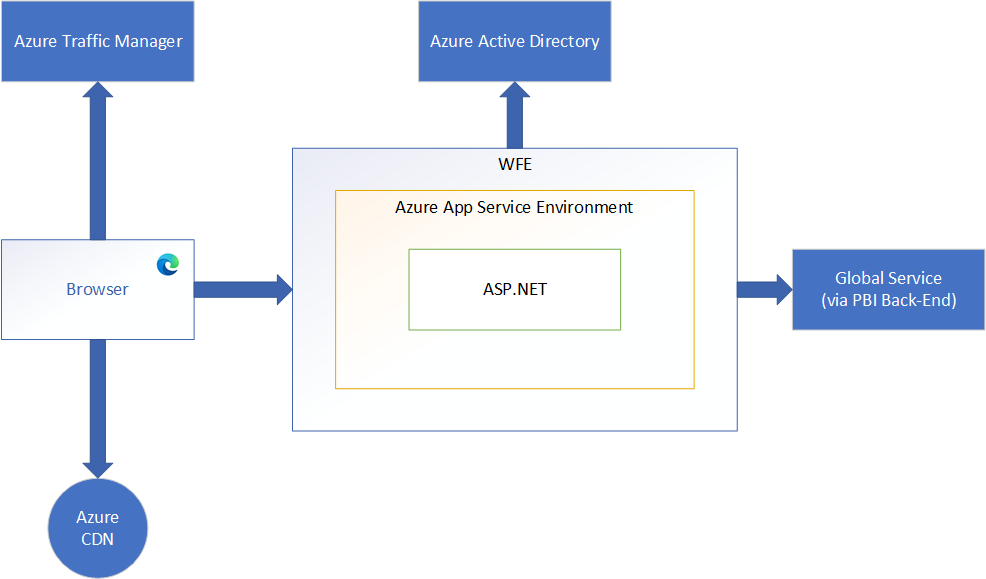 Azure Traffic Manager
Azure Active Directory
WFE
Azure App Service Environment
ASP.NET
Browser
Global Service
(via PBI Back-End)
Azure
CDN